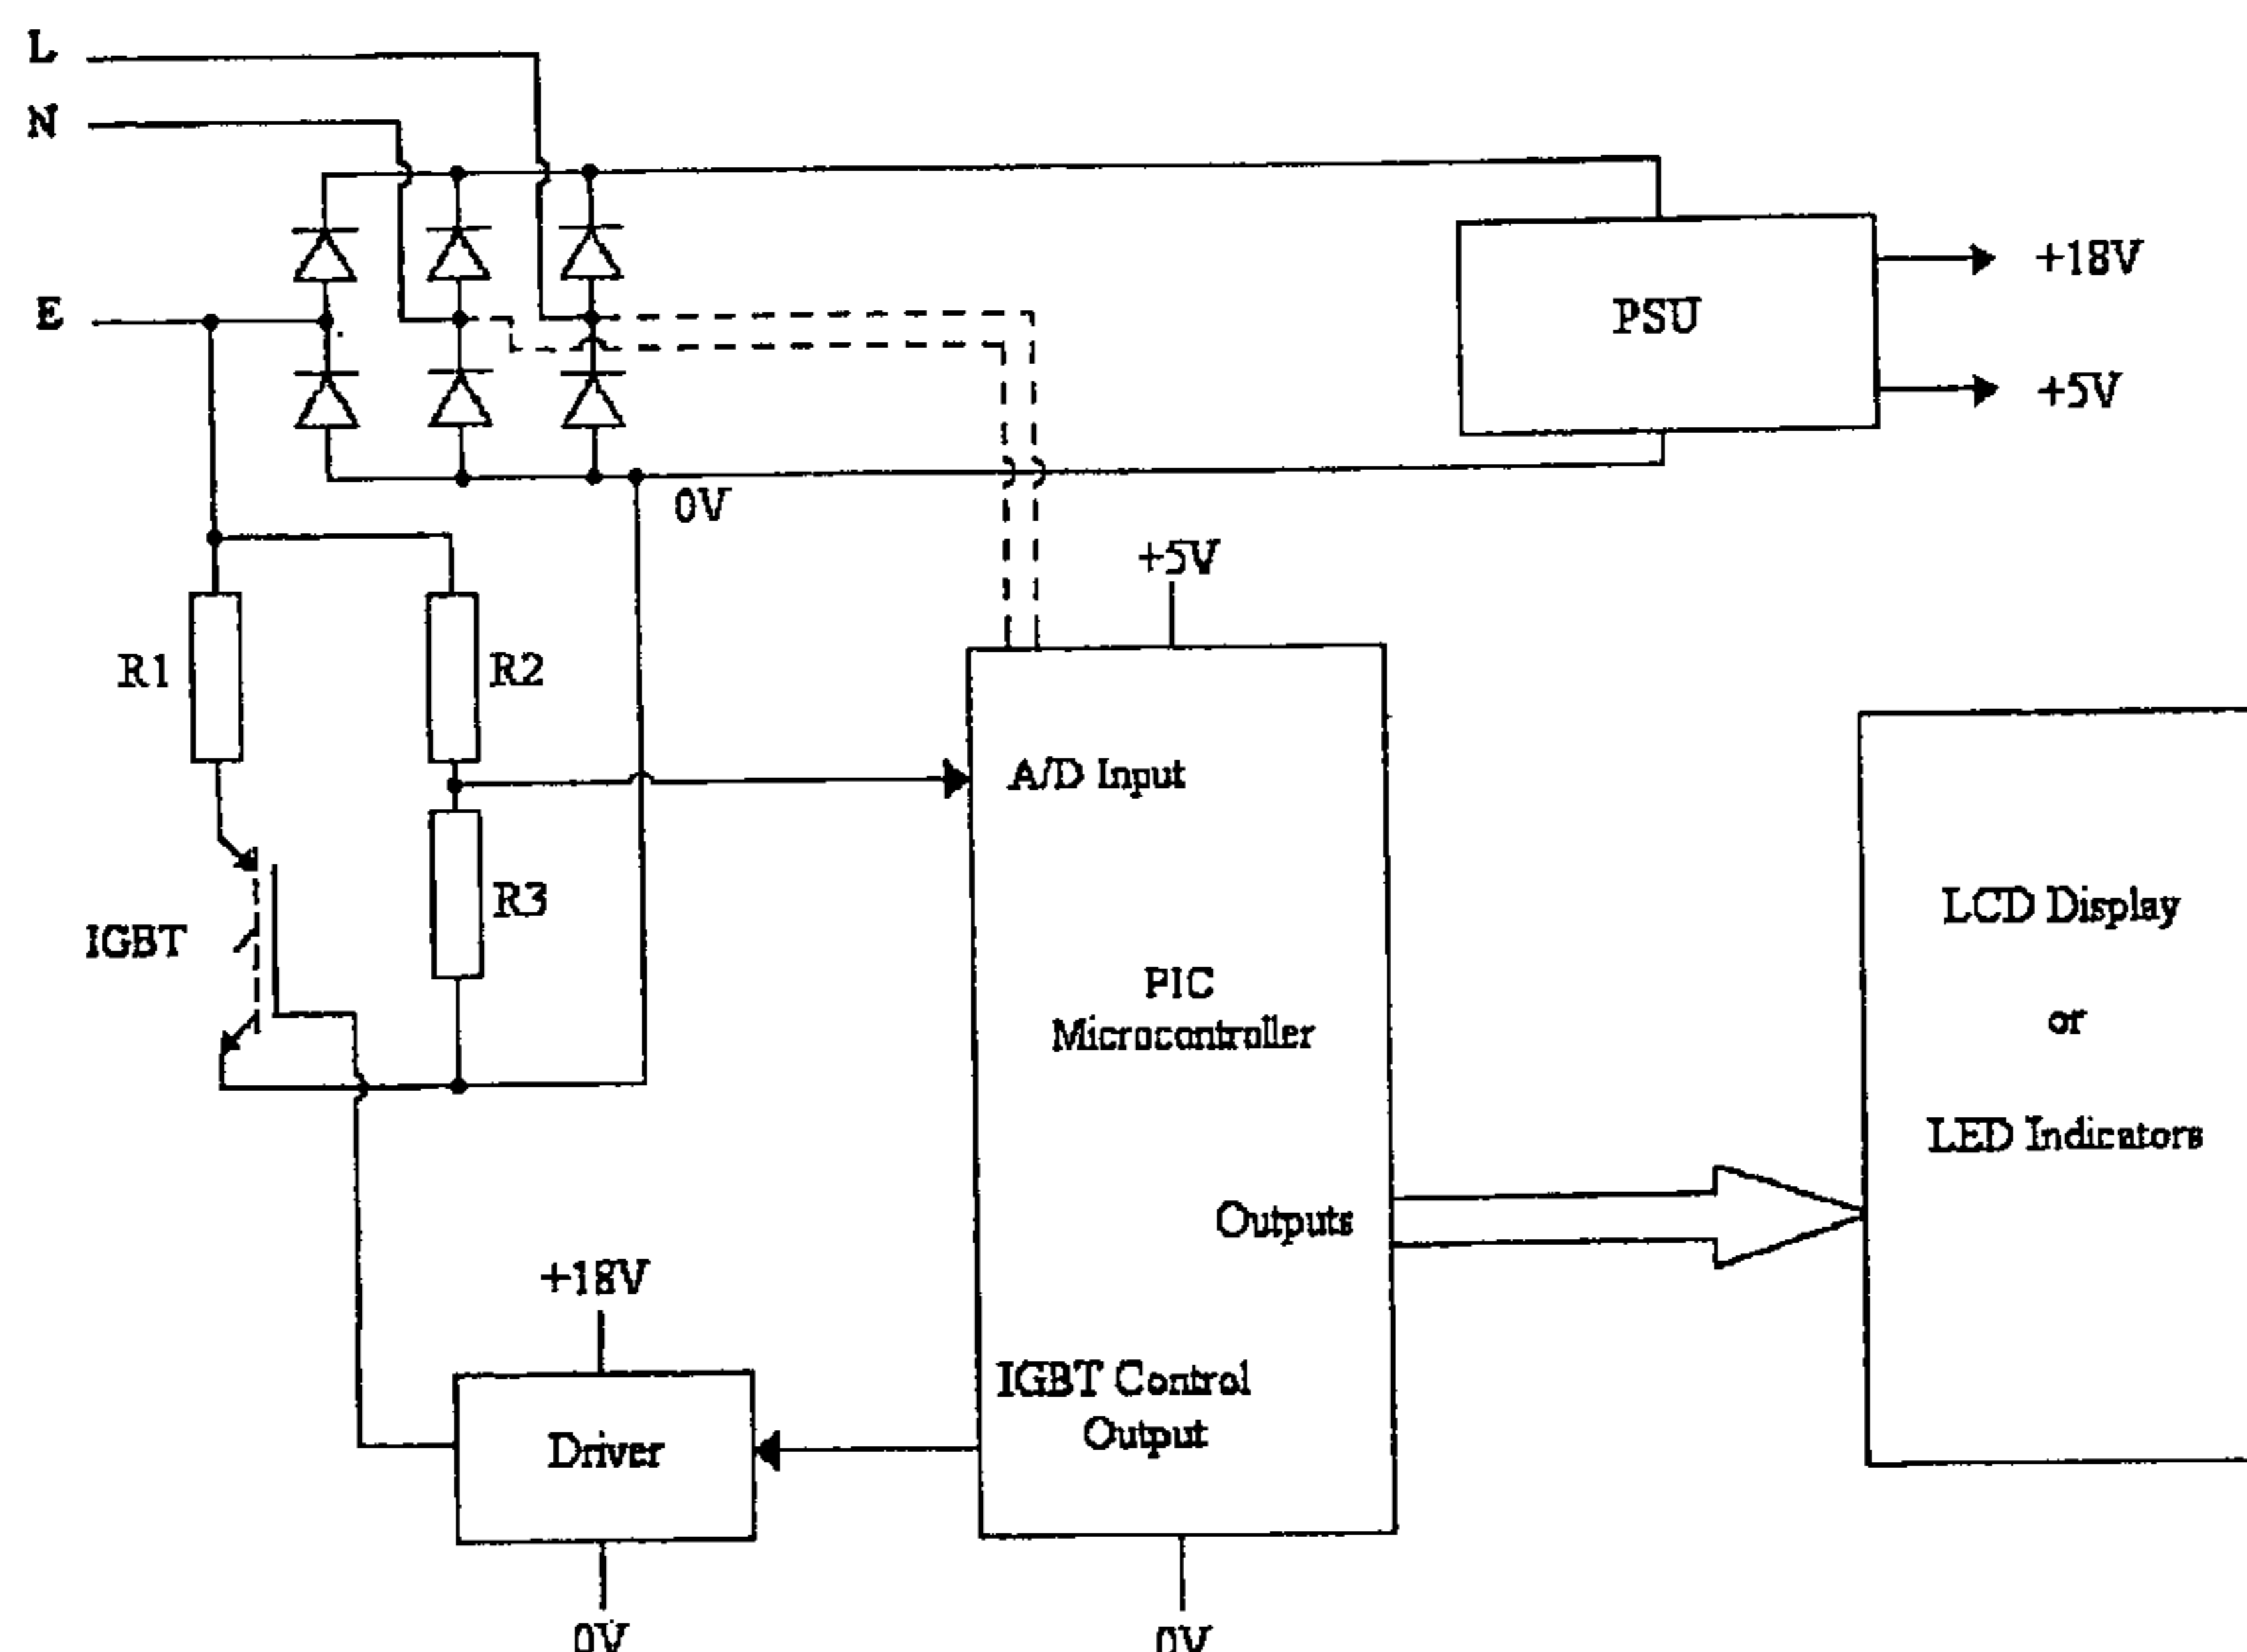 L
N
E
+18V
PSU
+5V
0V
+5V
R1
R2
A/D Input
R3
IGBT
LCD Display
or
LED Indicators
PIC
Microcontroller
Outputs
+18V
IGBT Control
Output
Driver
0V
0V